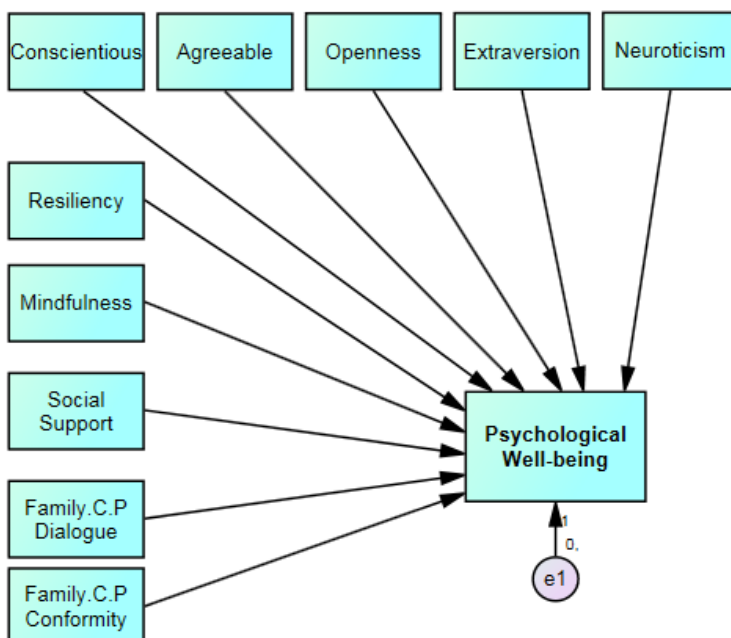 Conscientious
Agreeable
Openness
Extraversion
Neuroticism
Resiliency
Mindfulness
Social
Support
Family.C.P
Dialogue
Family.C.P
Conformity
Psychological
Well-being
1
0,
e1